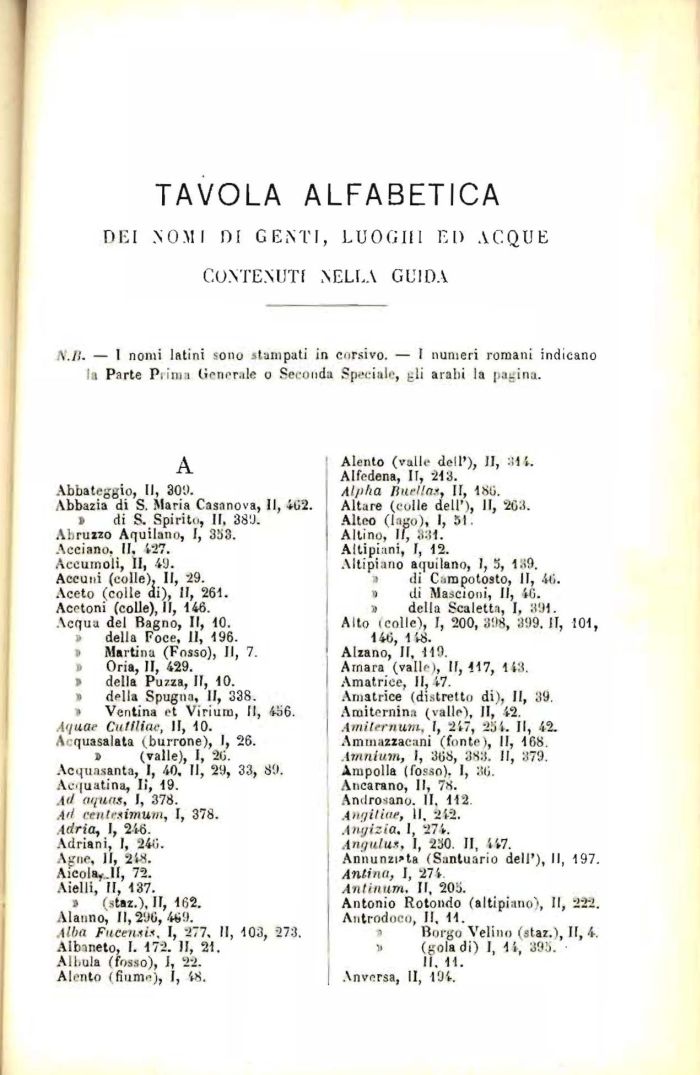 TAVOLA ALFABETICA
DEI NOMI DI GENTI, LUOGHI ED ACQUE
CONTENUTI NELLA GUIDA
N.B. — I nomi latini sono stampati in corsivo. — I numeri romani indicano
la Parte Prima Generale o Seconda Speciale, gli arabi la pagina.
A
Abbateggio, II, 309.
Abbazia di S. Maria Casanova, II, 462.
» di S. Spirito, II, 389.
Abruzzo Aquilano, I, 353.
Acciano, II, 427.
Accumoli, II, 49.
Accuni (colle), II, 29.
Aceto (colle di), II, 261.
Acetoni (colle), II, 146.
Acqua del Bagno, II, 10.
» della Foce, II, 196.
» Martina (Fosso), II, 7.
» Oria, II, 429.
» della Puzza, II, 10.
» della Spugna, II, 338.
» Ventina et Virium, II, 456.
Aquae Cutiliae, II, 10.
Acquasalata (burrone), I, 26.
» (valle), I, 26.
Acquasanta, I, 40. II, 29, 33, 89.
Acquatina, II, 19.
Ad aquas, I, 378.
Ad centesimum, I, 378.
Adria, I, 246.
Adriani, I, 246.
Agne, II, 248.
Aicola, II, 72.
Aielli, II, 137.
» (staz.), II, 162.
Alanno, II, 296, 469.
Alba Fucensis, I, 277. II, 103, 273.
Albaneto, I. 172. II, 21.
Albula (fosso), I, 22.
Alento (fiume), I, 48.
Alento (valle dell'), II, 314.
Alfedena, II, 213.
Alpha Buellas, II, 186.
Altare (colle dell'), II, 263.
Alteo (lago), I, 51.
Altino, II, 331.
Altipiani, I, 12.
Altipiano aquilano, I, 5, 139.
» di Campotosto, II, 46.
» di Mascioni, II, 46.
» della Scaletta, I, 391.
Alto (colle), I, 200, 398, 399. II, 101,
146, 148.
Alzano, II, 119.
Amara (valle), II, 117, 143.
Amatrice, II, 47.
Amatrice (distretto di), II, 39.
Amiternina (valle), II, 42.
Amiternum, I, 247, 254. II, 42.
Ammazzacani (fonte), II, 168.
Amnium, I, 368, 383. II, 379.
Ampolla (fosso), I, 36.
Ancarano, II, 78.
Androsano. II, 112.
Angitiae, II, 242.
Angizia, I, 274.
Angulus, I, 250. II, 447.
Annunziata (Santuario dell'), II, 197.
Antina, I, 274.
Antinum, II, 205.
Antonio Rotondo (altipiano), II, 222.
Antrodoco, II, 11.
» Borgo Velino (staz.), II, 4.
» (gola di) I, 14, 395.
II, 11.
Anversa, II, 194.